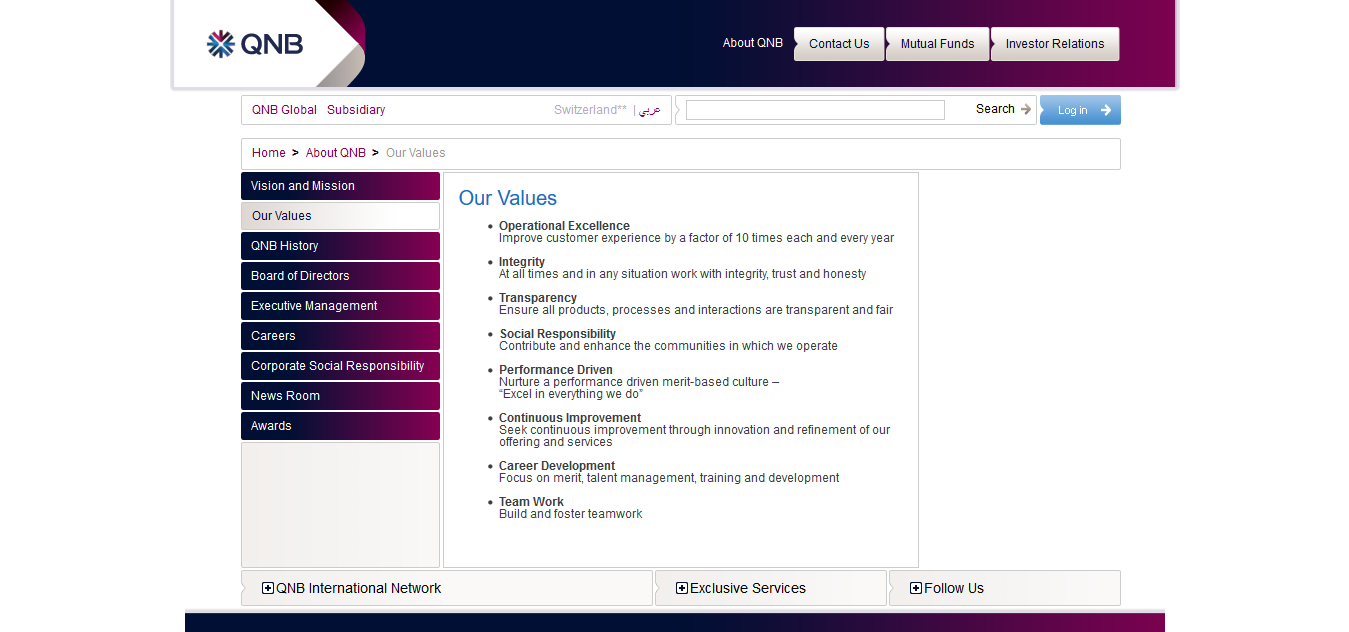 QNB
About QNB
Contact Us
Mutual Funds
Investor Relations
QNB Global Subsidiary
Switzerland** | عربي
Search
Log in
Home > About QNB > Our Values
Vision and Mission
Our Values
QNB History
Board of Directors
Executive Management
Careers
Corporate Social Responsibility
News Room
Awards
Our Values
• Operational Excellence
Improve customer experience by a factor of 10 times each and every year
• Integrity
At all times and in any situation work with integrity, trust and honesty
• Transparency
Ensure all products, processes and interactions are transparent and fair
• Social Responsibility
Contribute and enhance the communities in which we operate
• Performance Driven
Nurture a performance driven merit-based culture –
“Excel in everything we do”
• Continuous Improvement
Seek continuous improvement through innovation and refinement of our
offering and services
• Career Development
Focus on merit, talent management, training and development
• Team Work
Build and foster teamwork
QNB International Network
Exclusive Services
Follow Us